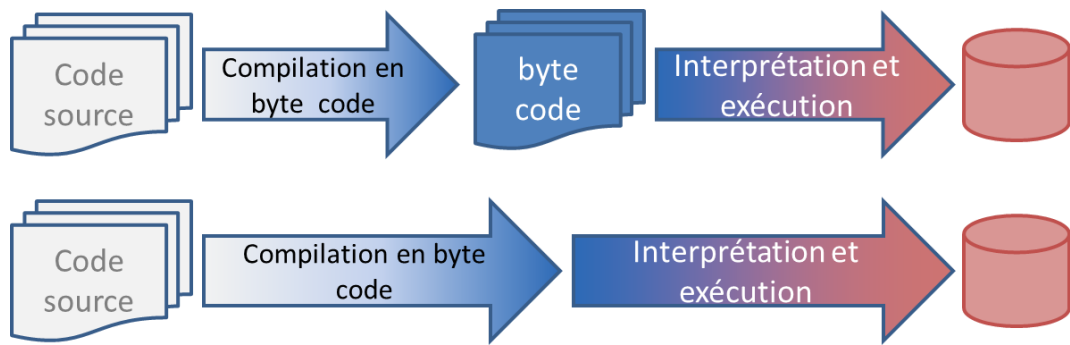 Code
source
Compilation en
byte code
byte
code
Interprétation et
exécution
Code
source
Compilation en byte
code
Interprétation et
exécution